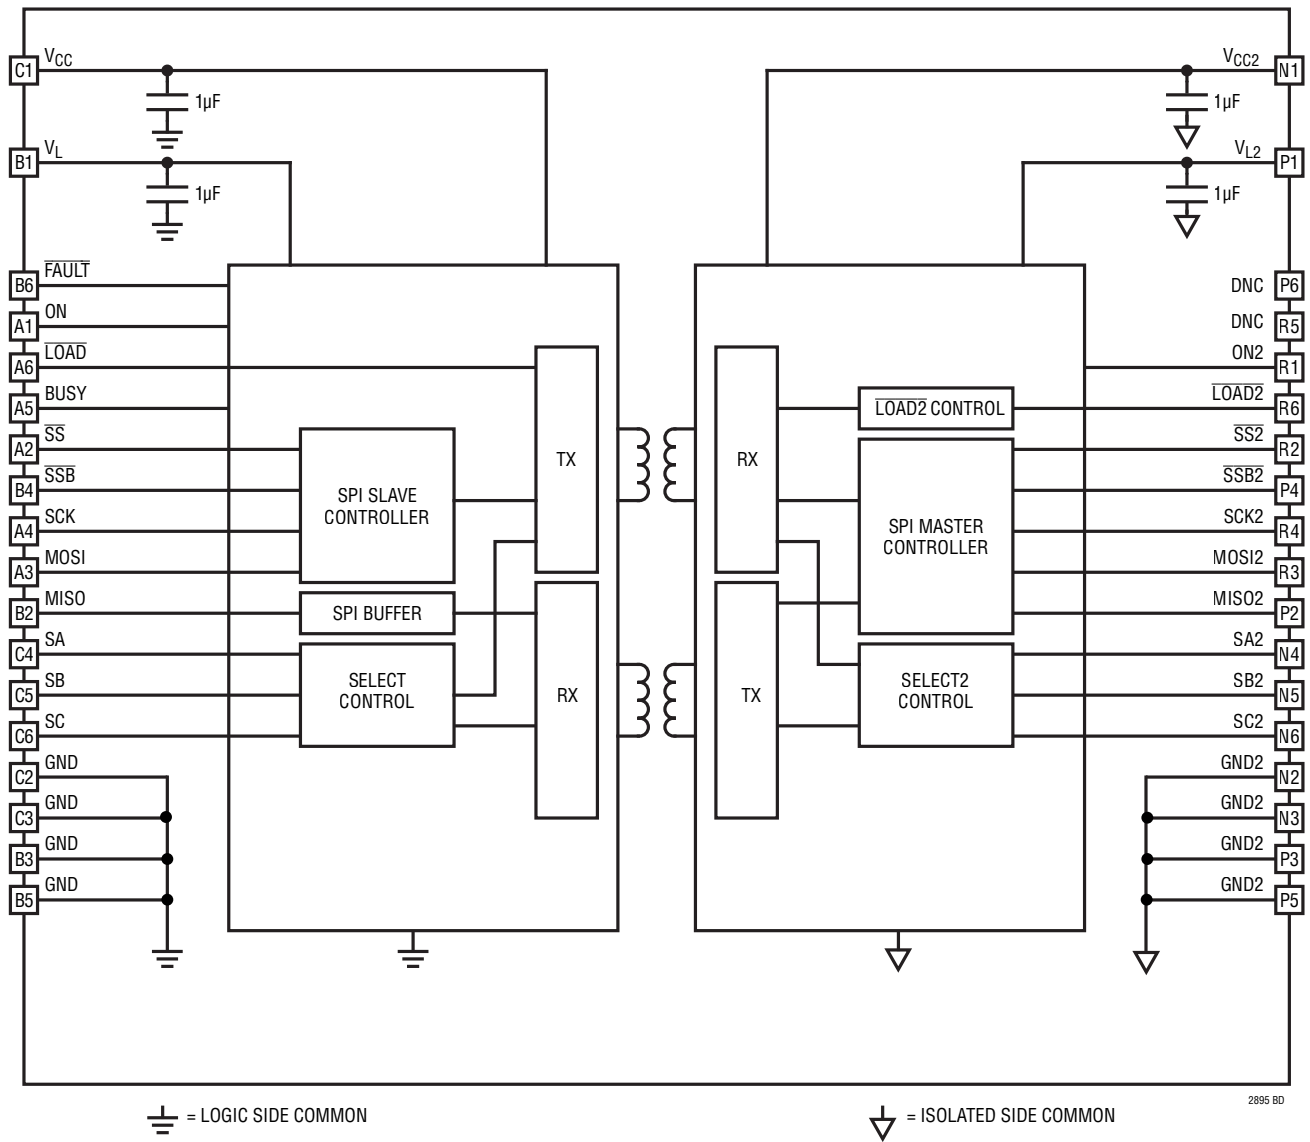 C1 VCC
1µF
B1 VL
1µF
B6 FAULT
A1 ON
A6 LOAD
A5 BUSY
A2 SS
B4 SSB
A4 SCK
A3 MOSI
B2 MISO
C4 SA
C5 SB
C6 SC
C2 GND
C3 GND
B3 GND
B5 GND
SPI SLAVE
CONTROLLER
SPI BUFFER
SELECT
CONTROL
TX
RX
RX
TX
LOAD2 CONTROL
SPI MASTER
CONTROLLER
SELECT2
CONTROL
VCC2 N1
1µF
VL2 P1
1µF
DNC P6
DNC R5
ON2 R1
LOAD2 R6
SS2 R2
SSB2 P4
SCK2 R4
MOSI2 R3
MISO2 P2
SA2 N4
SB2 N5
SC2 N6
GND2 N2
GND2 N3
GND2 P3
GND2 P5
2895 BD
= LOGIC SIDE COMMON
= ISOLATED SIDE COMMON